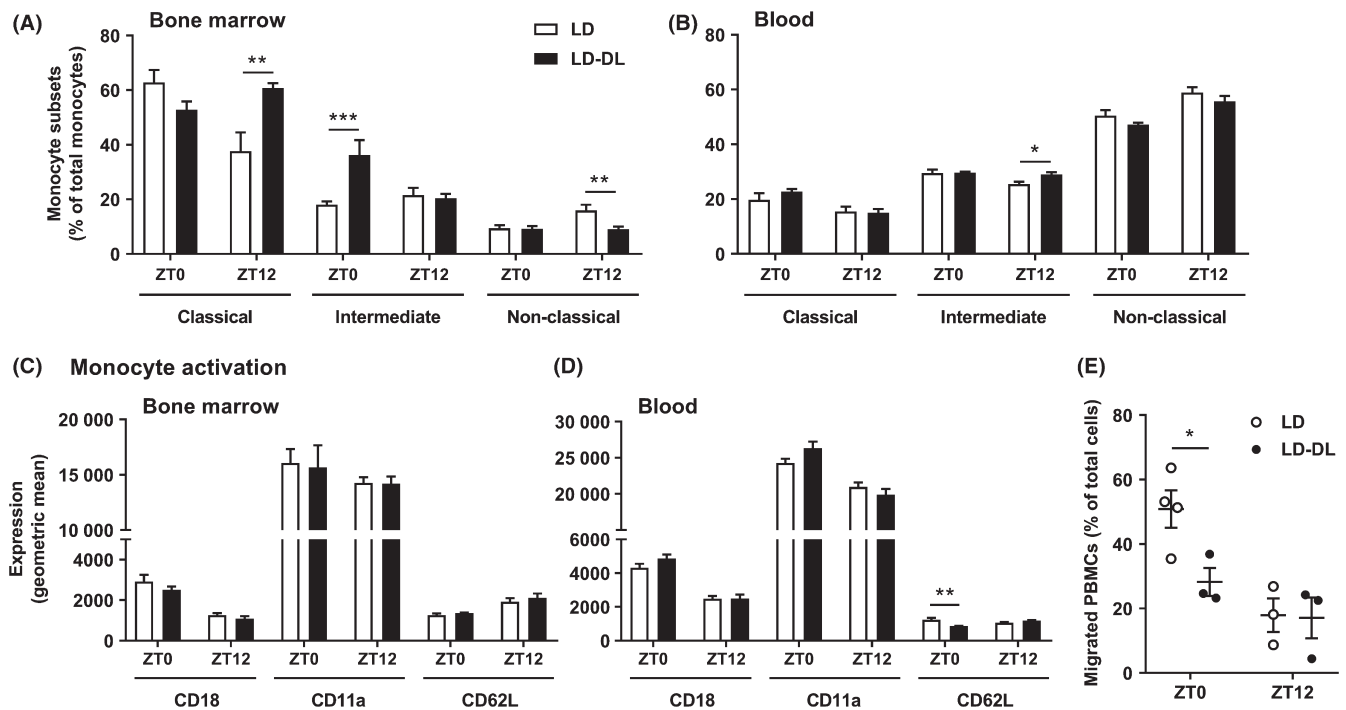 (A) Bone marrow
Monocyte subsets
(% of total monocytes)
80
60
40
20
0
LD
LD-DL
**
***
**
ZT0 ZT12 ZT0 ZT12 ZT0 ZT12
Classical Intermediate Non-classical
(B) Blood
80
60
40
20
0
*
ZT0 ZT12 ZT0 ZT12 ZT0 ZT12
Classical Intermediate Non-classical
(C) Monocyte activation
Bone marrow
Expression
(geometric mean)
20 000
15 000
10 000
4000
2000
0
ZT0 ZT12 ZT0 ZT12 ZT0 ZT12
CD18 CD11a CD62L
(D)
Blood
30 000
25 000
20 000
15 000
6000
4000
2000
0
**
ZT0 ZT12 ZT0 ZT12 ZT0 ZT12
CD18 CD11a CD62L
(E)
Migrated PBMCs (% of total cells)
80
60
40
20
0
LD
LD-DL
*
ZT0 ZT12